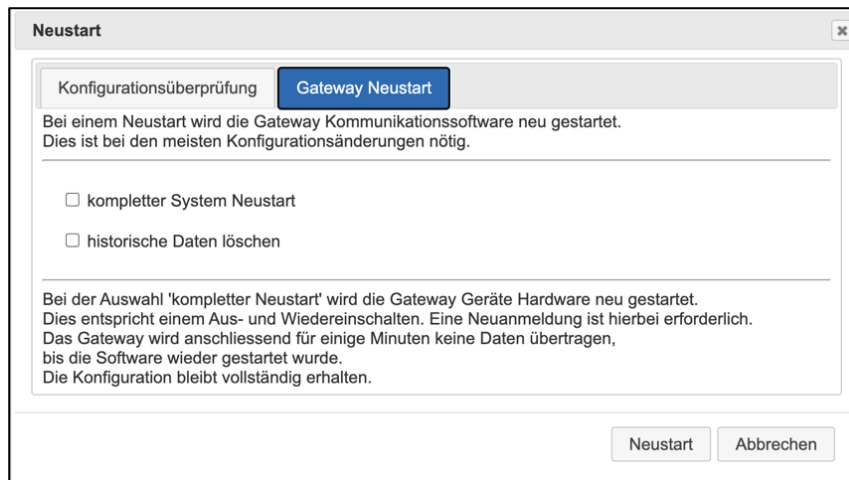 Neustart
Konfigurationsüberprüfung
Gateway Neustart
Bei einem Neustart wird die Gateway Kommunikationssoftware neu gestartet.
Dies ist bei den meisten Konfigurationsänderungen nötig.
kompletter System Neustart
historische Daten löschen
Bei der Auswahl 'kompletter Neustart' wird die Gateway Geräte Hardware neu gestartet.
Dies entspricht einem Aus- und Wiedereinschalten. Eine Neuanmeldung ist hierbei erforderlich.
Das Gateway wird anschliessend für einige Minuten keine Daten übertragen,
bis die Software wieder gestartet wurde.
Die Konfiguration bleibt vollständig erhalten.
Neustart
Abbrechen